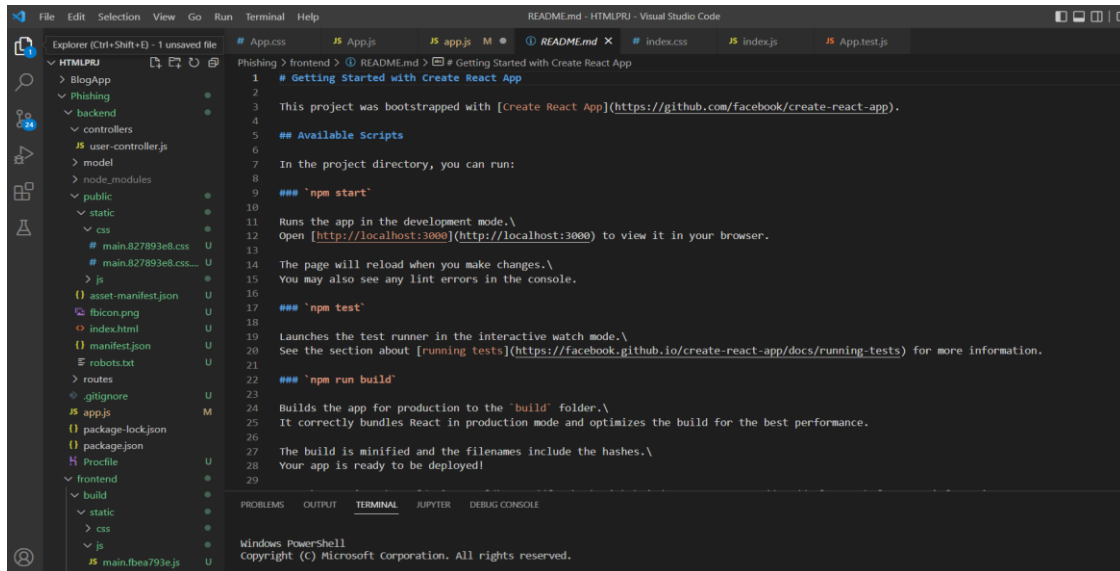 File Edit Selection View Go Run Terminal Help
README.md - HTMLPRJ - Visual Studio Code
Explorer (Ctrl+Shift+E) - 1 unsaved file
# App.css JS App.js JS app.js M README.md # index.css JS index.js JS App.test.js
HTMLPRJ
Phishing > frontend > README.md > # Getting Started with Create React App
1
24
> BlogApp
Phishing
backend
controllers
JS user-controller.js
> model
> node_modules
public
static
css
# main.827893e8.css U
# main.827893e8.css... U
> js
{} asset-manifest.json U
fbicon.png U
<> index.html U
{} manifest.json U
robots.txt U
> routes
.gitignore U
JS app.js M
{} package-lock.json
{} package.json
H Procfile U
frontend
build
static
> css
js
JS main.fbea793e.js U
1 # Getting Started with Create React App
2
3 This project was bootstrapped with [Create React App](https://github.com/facebook/create-react-app).
4
5 ## Available Scripts
6
7 In the project directory, you can run:
8
9 ### `npm start`
10
11 Runs the app in the development mode.\
12 Open [http://localhost:3000](http://localhost:3000) to view it in your browser.
13
14 The page will reload when you make changes.\
15 You may also see any lint errors in the console.
16
17 ### `npm test`
18
19 Launches the test runner in the interactive watch mode.\
20 See the section about [running tests](https://facebook.github.io/create-react-app/docs/running-tests) for more information.
21
22 ### `npm run build`
23
24 Builds the app for production to the `build` folder.\
25 It correctly bundles React in production mode and optimizes the build for the best performance.
26
27 The build is minified and the filenames include the hashes.\
28 Your app is ready to be deployed!
29
PROBLEMS OUTPUT TERMINAL JUPYTER DEBUG CONSOLE
Windows PowerShell
Copyright (C) Microsoft Corporation. All rights reserved.